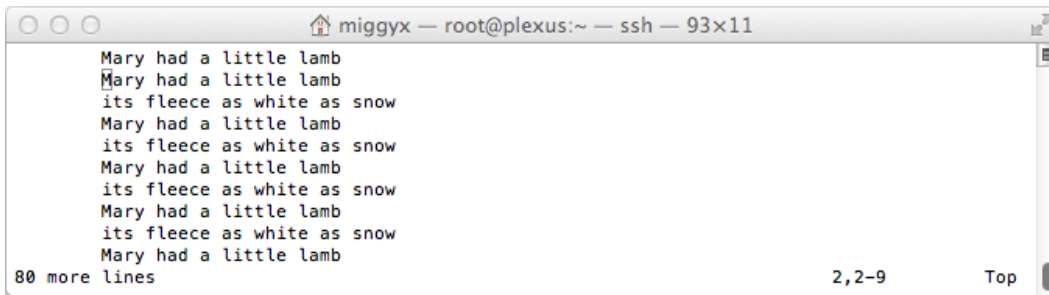 miggyx — root@plexus:~ — ssh — 93×11
Mary had a little lamb
Mary had a little lamb
its fleece as white as snow
Mary had a little lamb
its fleece as white as snow
Mary had a little lamb
its fleece as white as snow
Mary had a little lamb
its fleece as white as snow
Mary had a little lamb
80 more lines 2,2-9 Top